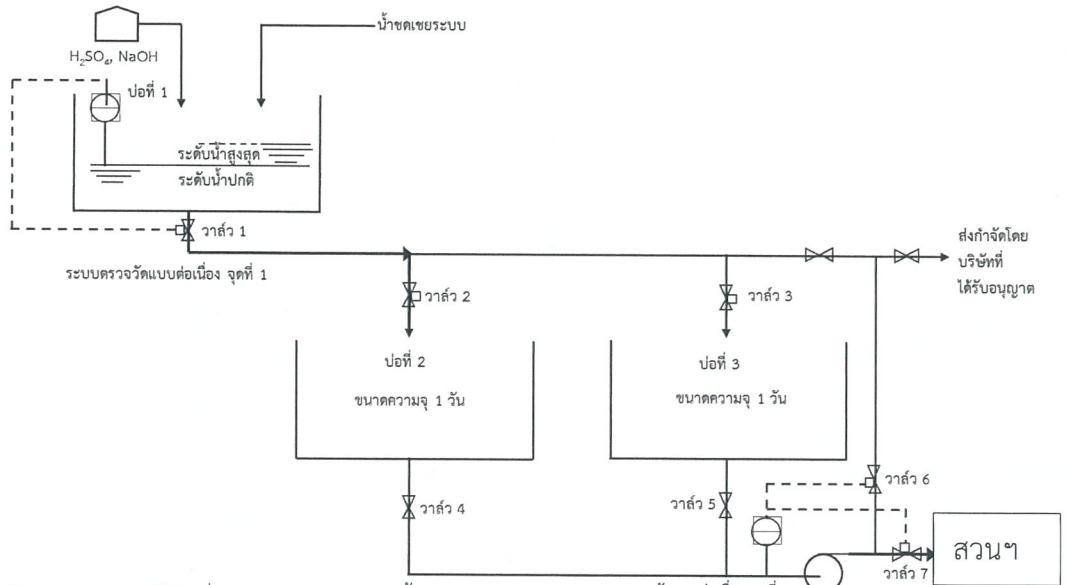 น้ำชดเชยระบบ
H₂SO₄, NaOH
บ่อที่ 1
ระดับน้ำสูงสุด
ระดับน้ำปกติ
วาล์ว 1
ส่งกำจัดโดย
บริษัทที่
ได้รับอนุญาต
ระบบตรวจวัดแบบต่อเนื่อง จุดที่ 1
วาล์ว 2
วาล์ว 3
บ่อที่ 2
ขนาดความจุ 1 วัน
บ่อที่ 3
ขนาดความจุ 1 วัน
วาล์ว 6
วาล์ว 4
วาล์ว 5
สวนฯ
วาล์ว 7